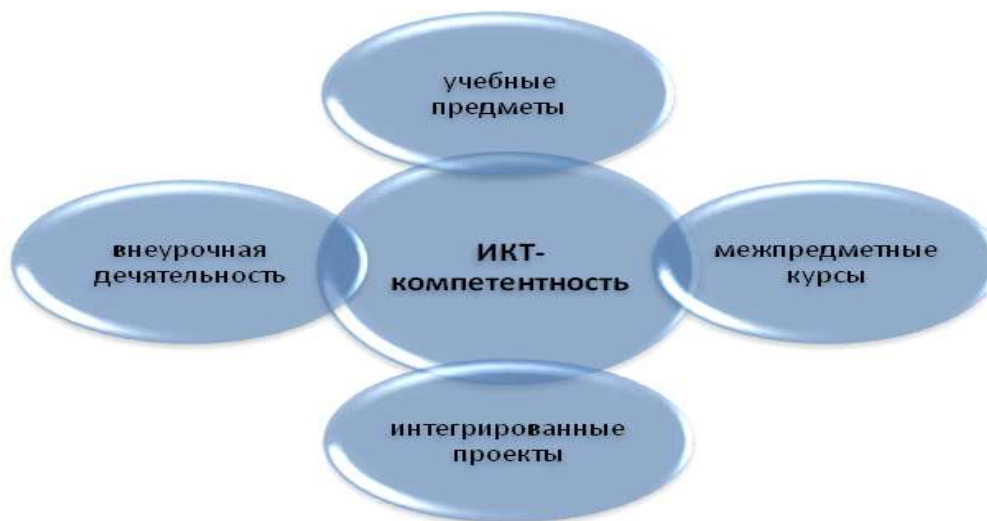 учебные
предметы
внеурочная
дечятельность
ИКТ-
компетентность
межпредметные
курсы
интегрированные
проекты